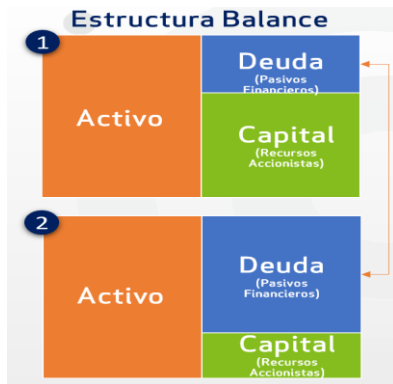 Estructura Balance
1
Activo
Deuda
(Pasivos
Financieros)
Capital
(Recursos
Accionistas)
2
Activo
Deuda
(Pasivos
Financieros)
Capital
(Recursos
Accionistas)